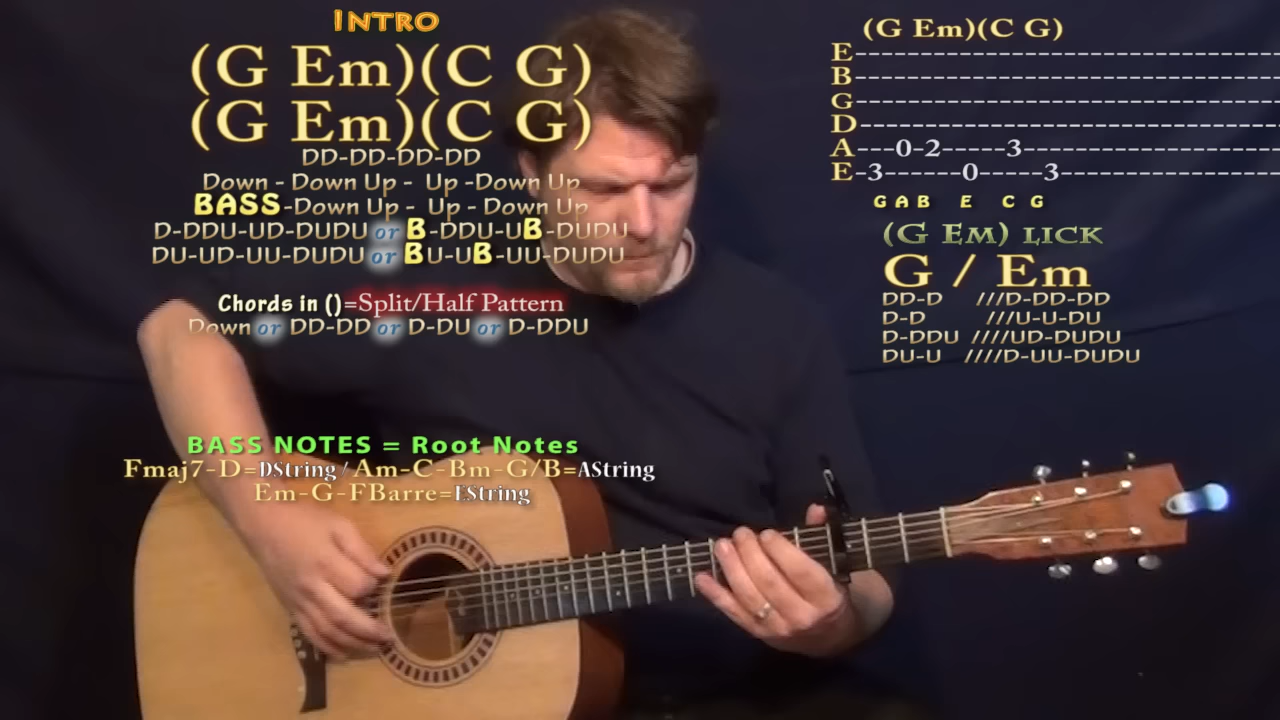 INTRO
(G Em)(C G)
(G Em)(C G)
DD-DD-DD-DD
Down - Down Up - Up -Down Up
BASS-Down Up - Up - Down Up
D-DDU-UD-DUDU or B-DDU-UB-DUDU
DU-UD-UU-DUDU or BU-UB-UU-DUDU
Chords in ()=Split/Half Pattern
Down or DD-DD or D-DU or D-DDU
BASS NOTES = Root Notes
Fmaj7-D=DString / Am-C-Bm-G/B=AString
Em-G-FBarre=EString
(G Em)(C G)
E-----------------------------------
B-----------------------------------
G-----------------------------------
D-----------------------------------
A---0-2-----3--------------------
E-3------0-----3-----------------
GAB E C G
(G Em) LICK
G / Em
DD-D ///D-DD-DD
D-D ///U-U-DU
D-DDU ////UD-DUDU
DU-U ////D-UU-DUDU